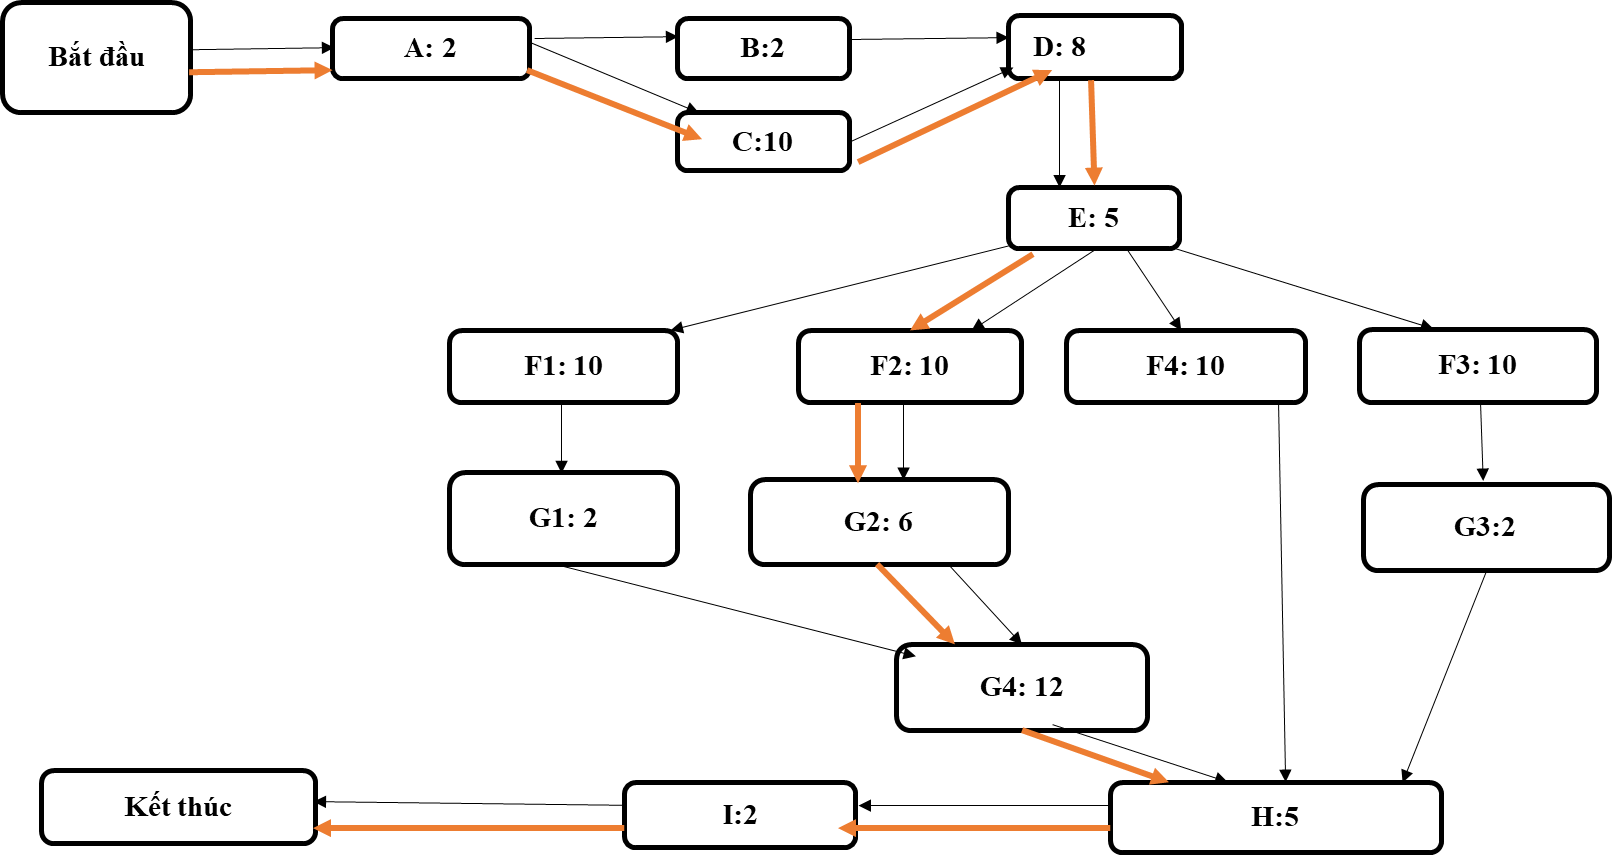 Bắt đầu
A: 2
B:2
D: 8
C:10
E: 5
F1: 10
F2: 10
F4: 10
F3: 10
G1: 2
G2: 6
G3:2
G4: 12
Kết thúc
I:2
H:5